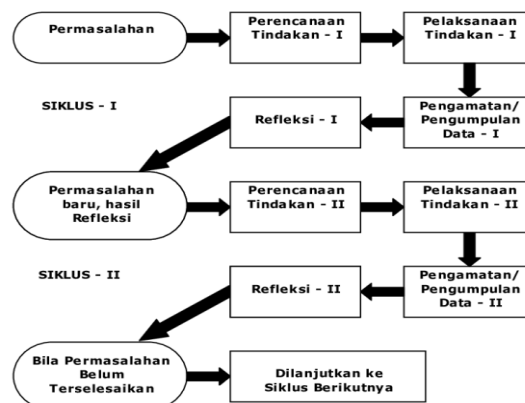 Permasalahan
Perencanaan
Tindakan - I
Pelaksanaan
Tindakan - I
SIKLUS - I
Refleksi - I
Pengamatan/
Pengumpulan
Data - I
Permasalahan
baru, hasil
Refleksi
Perencanaan
Tindakan - II
Pelaksanaan
Tindakan - II
SIKLUS - II
Refleksi - II
Pengamatan/
Pengumpulan
Data - II
Bila Permasalahan
Belum
Terselesaikan
Dilanjutkan ke
Siklus Berikutnya